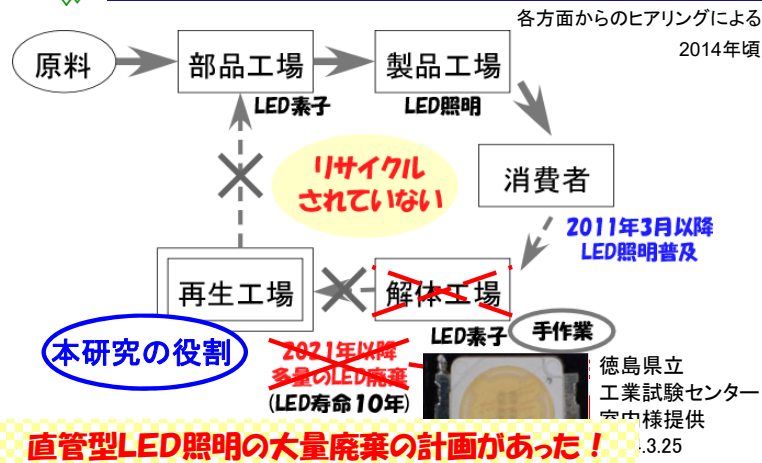 各方面からのヒアリングによる
2014年頃
原料
部品工場
製品工場
LED素子
LED照明
リサイクル
されていない
消費者
2011年3月以降
LED照明普及
再生工場
解体工場
LED素子
手作業
本研究の役割
2021年以降
多量のLED廃棄
(LED寿命10年)
徳島県立
工業試験センター
様提供
.3.25
直管型LED照明の大量廃棄の計画があった！